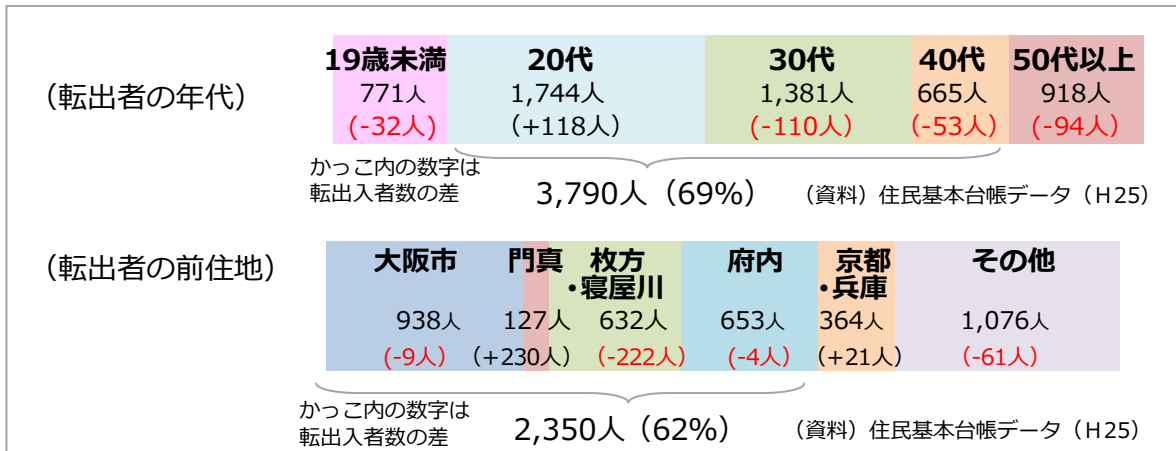 19歳未満 20代 30代 40代 50代以上
(転出者の年代) 771人 1,744人 1,381人 665人 918人
(-32人) (+118人) (-110人) (-53人) (-94人)
かっこ内の数字は
転出入者数の差
3,790人(69%) (資料)住民基本台帳データ(H25)
(転出者の前住地) 大阪市 門真 枚方 府内 京都 その他
・寝屋川 ・兵庫
938人 127人 632人 653人 364人 1,076人
(-9人) (+230人) (-222人) (-4人) (+21人) (-61人)
かっこ内の数字は
転出入者数の差
2,350人(62%) (資料)住民基本台帳データ(H25)